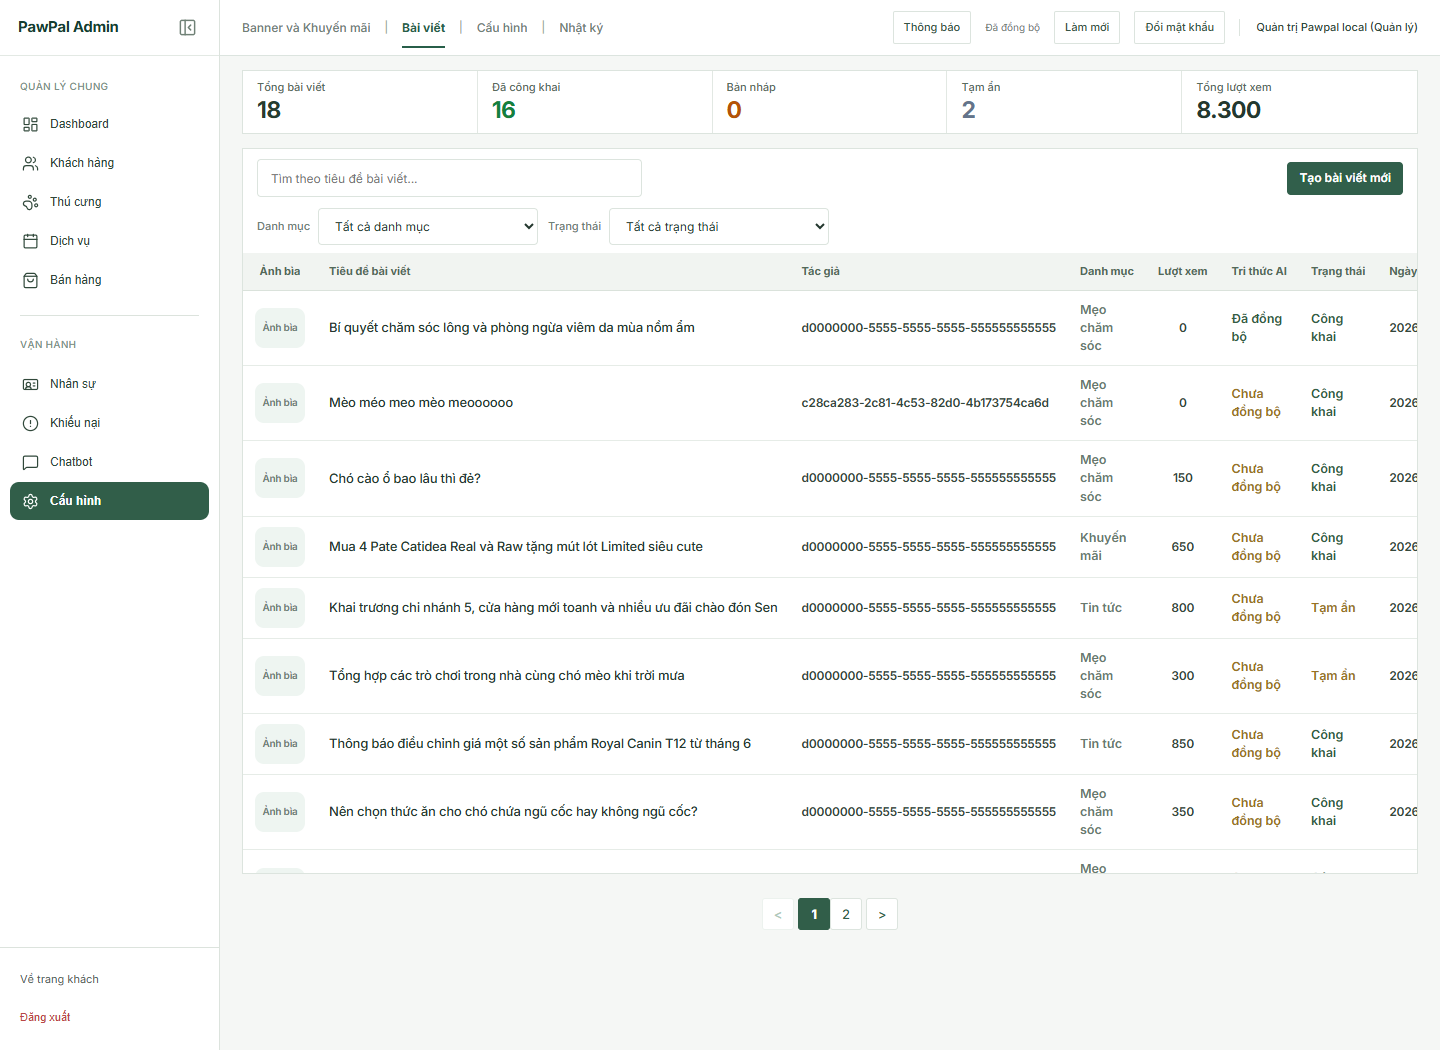 PawPal Admin
Banner và Khuyến mãi | Bài viết | Cấu hình | Nhật ký
Thông báo
Đã đồng bộ
Làm mới
Đổi mật khẩu
Quản trị Pawpal local (Quản lý)
QUẢN LÝ CHUNG
Dashboard
Khách hàng
Thú cưng
Dịch vụ
Bán hàng
VẬN HÀNH
Nhân sự
Khiếu nại
Chatbot
Cấu hình
Về trang khách
Đăng xuất
Tổng bài viết
18
Đã công khai
16
Bản nháp
0
Tạm ẩn
2
Tổng lượt xem
8.300
Tìm theo tiêu đề bài viết...
Tạo bài viết mới
Danh mục
Tất cả danh mục
Trạng thái
Tất cả trạng thái
Ảnh bìa Tiêu đề bài viết Tác giả Danh mục Lượt xem Tri thức AI Trạng thái Ngày
Ảnh bìa Bí quyết chăm sóc lông và phòng ngừa viêm da mùa nồm ẩm d0000000-5555-5555-5555-555555555555 Mẹo chăm sóc 0 Đã đồng bộ Công khai 2026
Ảnh bìa Mèo méo meo mèo meoooooo c28ca283-2c81-4c53-82d0-4b173754ca6d Mẹo chăm sóc 0 Chưa đồng bộ Công khai 2026
Ảnh bìa Chó cào ổ bao lâu thì đẻ? d0000000-5555-5555-5555-555555555555 Mẹo chăm sóc 150 Chưa đồng bộ Công khai 2026
Ảnh bìa Mua 4 Pate Catidea Real và Raw tặng mút lót Limited siêu cute d0000000-5555-5555-5555-555555555555 Khuyến mãi 650 Chưa đồng bộ Công khai 2026
Ảnh bìa Khai trương chi nhánh 5, cửa hàng mới toanh và nhiều ưu đãi chào đón Sen d0000000-5555-5555-5555-555555555555 Tin tức 800 Chưa đồng bộ Tạm ẩn 2026
Ảnh bìa Tổng hợp các trò chơi trong nhà cùng chó mèo khi trời mưa d0000000-5555-5555-5555-555555555555 Mẹo chăm sóc 300 Chưa đồng bộ Tạm ẩn 2026
Ảnh bìa Thông báo điều chỉnh giá một số sản phẩm Royal Canin T12 từ tháng 6 d0000000-5555-5555-5555-555555555555 Tin tức 850 Chưa đồng bộ Công khai 2026
Ảnh bìa Nên chọn thức ăn cho chó chứa ngũ cốc hay không ngũ cốc? d0000000-5555-5555-5555-555555555555 Mẹo chăm sóc 350 Chưa đồng bộ Công khai 2026
Mẹo
< 1 2 >